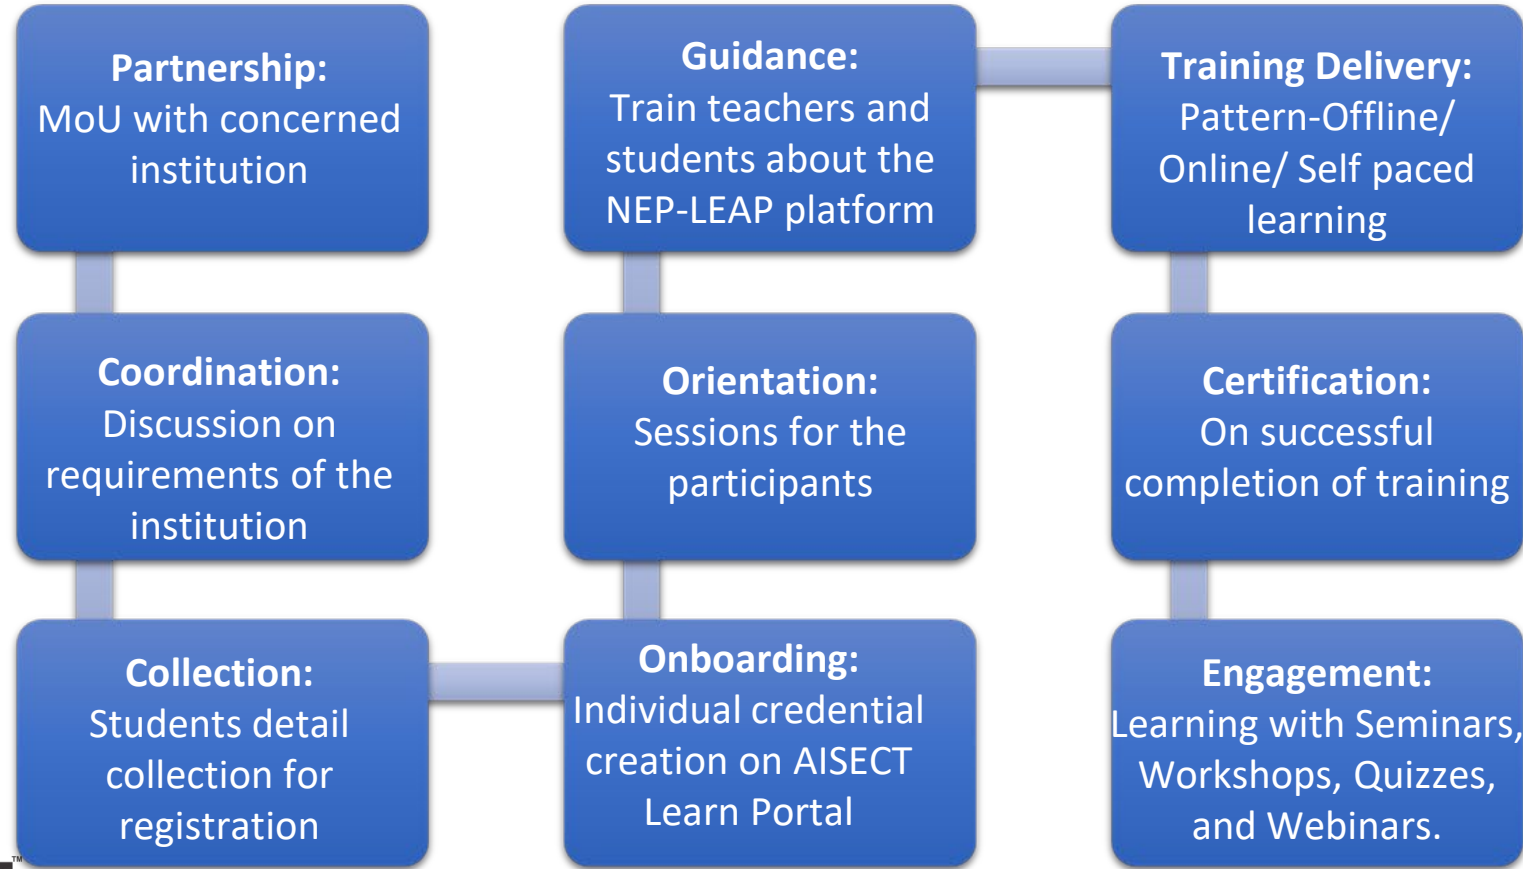 Partnership:
MoU with concerned
institution
Coordination:
Discussion on
requirements of the
institution
Collection:
Students detail
collection for
registration
Onboarding:
Individual credential
creation on AISECT
Learn Portal
Orientation:
Sessions for the
participants
Guidance:
Train teachers and
students about the
NEP-LEAP platform
Training Delivery:
Pattern-Offline/
Online/ Self paced
learning
Certification:
On successful
completion of training
Engagement:
Learning with Seminars,
Workshops, Quizzes,
and Webinars.
TM